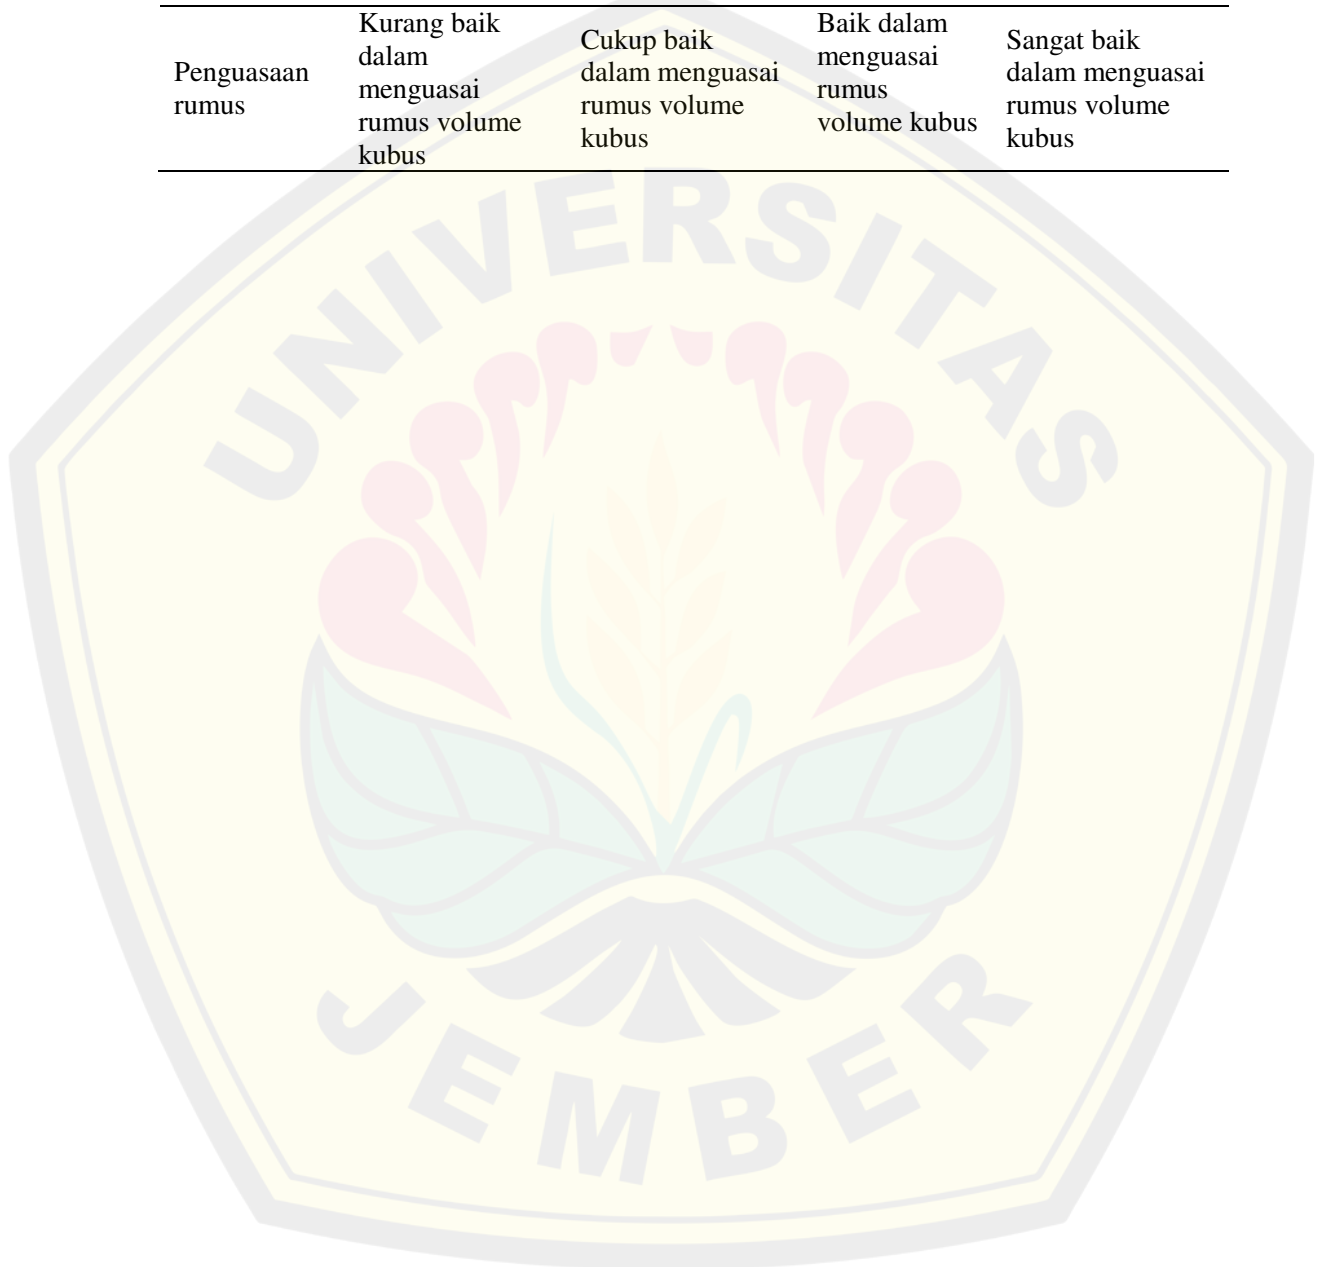 Penguasaan
rumus
Kurang baik
dalam
menguasai
rumus volume
kubus
Cukup baik
dalam menguasai
rumus volume
kubus
Baik dalam
menguasai
rumus
volume kubus
Sangat baik
dalam menguasai
rumus volume
kubus
UNIVERSITAS
JEMBER